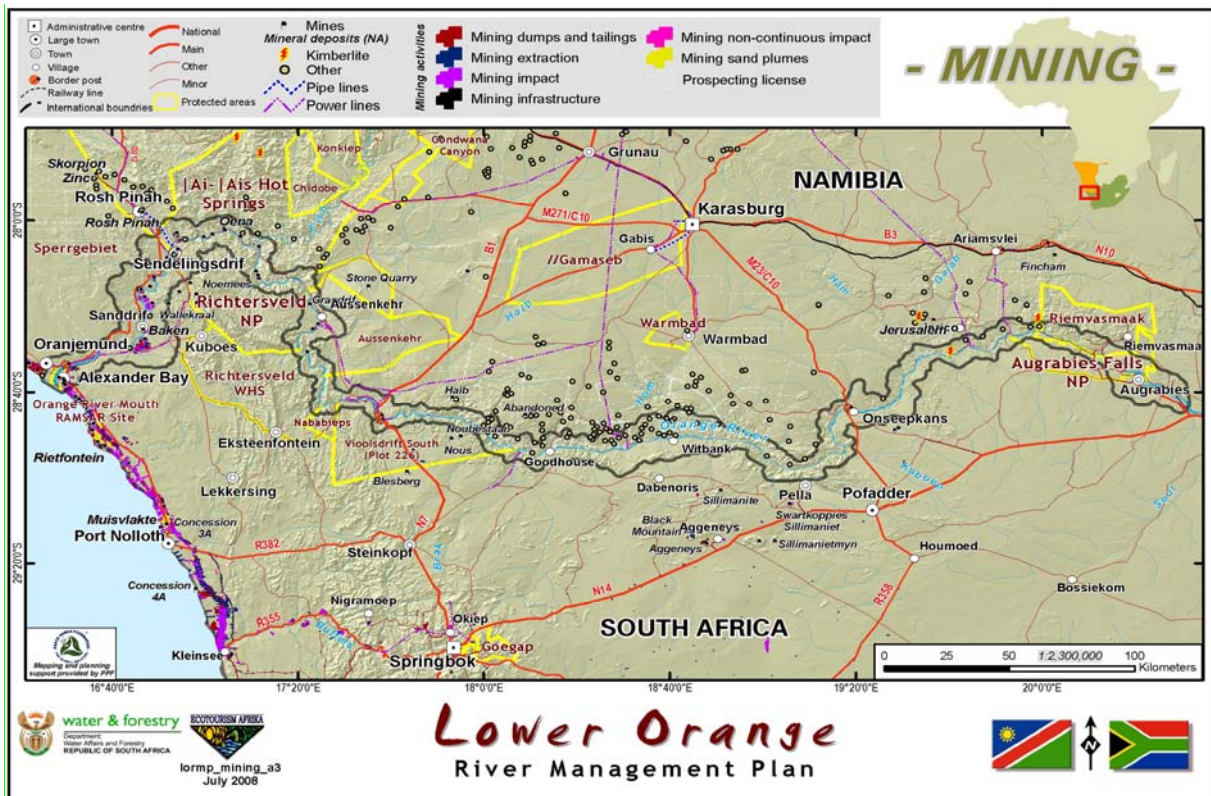 Administrative centre
Large town
Town
Village
Border post
Railway line
International boundries
National
Main
Other
Minor
Protected areas
Mines
Mineral deposits (NA)
Kimberlite
Other
Pipe lines
Power lines
Mining activities
Mining dumps and tailings
Mining extraction
Mining impact
Mining infrastructure
Mining non-continuous impact
Mining sand plumes
Prospecting license
- MINING -
Skorpion
Zinc
Rosh Pinah
Rosh Pinah
|Ai-|Ais Hot
Springs
Konkiep
Chidobe
Gondwana
Canyon
Grunau
NAMIBIA
Karasburg
M271/C10
B1
Gabis
//Gamaseb
B3
Ariamsvlei
N10
Fincham
M23/C10
Ham
Garab
Sperrgebiet
Oena
Sendelingsdrif
Noemees
Stone Quarry
Richtersveld
NP
Grasdrif
Aussenkehr
Wallekraal
Sanddrif
Baken
Kuboes
Oranjemund
Alexander Bay
Aussenkehr
Warmbad
Warmbad
Haib
Hom
Jerusalem
Riemvasmaak
Riemvasmaa
Augrabies Falls
NP
Augrabies
Richtersveld
WHS
Orange River Mouth
RAMSAR Site
Haib
Abandoned
Nababieps
Vioolsdrift South
(Plot 226)
Noubestaan
Nous
Orange River
Onseepkans
Eksteenfontein
Goodhouse
Witbank
Rietfontein
Lekkersing
Blesberg
Dabenoris
Sillimanite
Pella
Pofadder
Kaboep
Sout
Muisvlakte
Port Nolloth
Concession
3A
Black
Mountain
Aggeneys
Aggeneys
Swartkoppies
Sillimaniet
Sillimanietmyn
R382
Steinkopf
N7
Houmoed
Concession
4A
Bossiekom
Nigramoep
N14
R358
R355
Buffels
Okiep
SOUTH AFRICA
Kleinsee
Springbok
Goegap
28°0'0"S
28°40'0"S
29°20'0"S
0 25 50 1:2,300,000 100
Kilometers
Mapping and planning
support provided by PPF
16°40'0"E 17°20'0"E 18°0'0"E 18°40'0"E 19°20'0"E 20°0'0"E
water & forestry
Department:
Water Affairs and Forestry
REPUBLIC OF SOUTH AFRICA
ECOTOURISM AFRIKA
lormp_mining_a3
July 2008
Lower Orange
River Management Plan
N